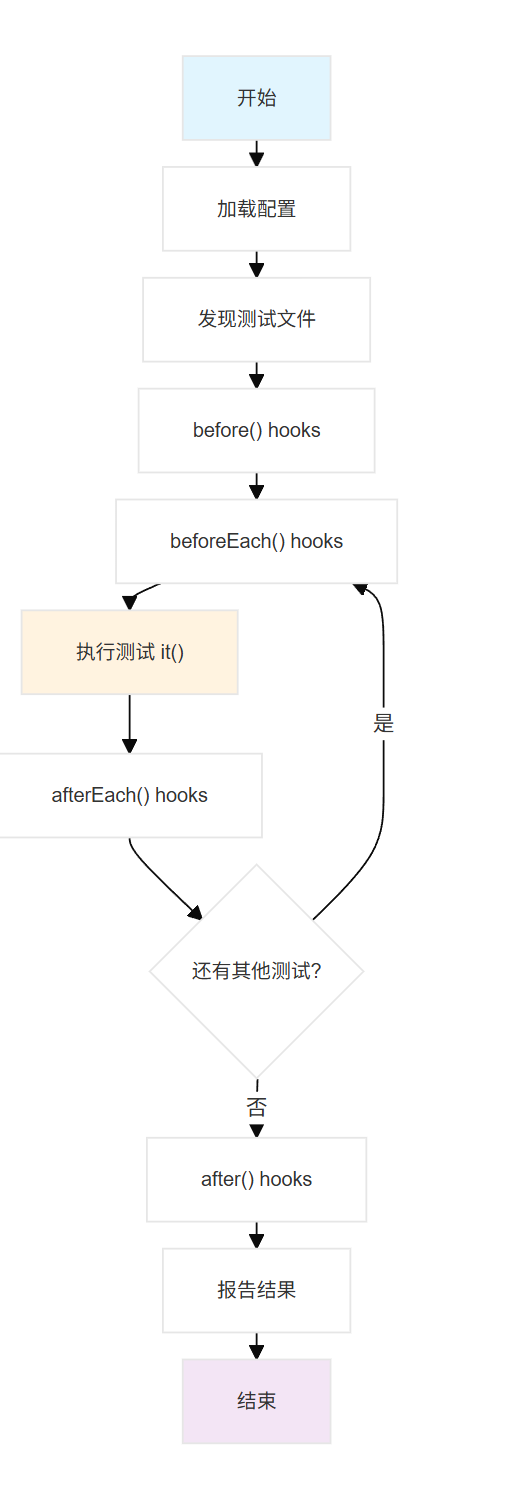 开始
加载配置
发现测试文件
before() hooks
beforeEach() hooks
执行测试 it()
是
afterEach() hooks
还有其他测试?
否
after() hooks
报告结果
结束